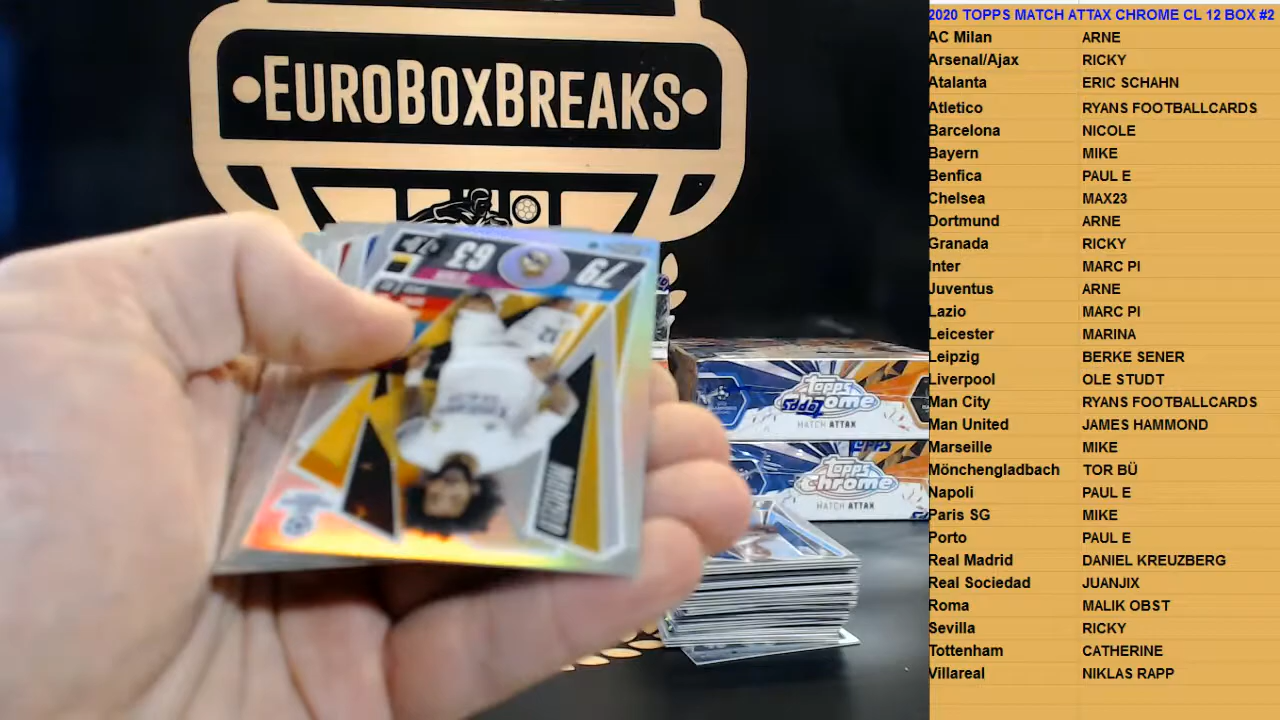 EUROBOXBREAKS
79
63
MARCELO
Topps
Chrome
MATCH ATTAX
Topps
Chrome
MATCH ATTAX
2020 TOPPS MATCH ATTAX CHROME CL 12 BOX #2
AC Milan ARNE
Arsenal/Ajax RICKY
Atalanta ERIC SCHAHN
Atletico RYANS FOOTBALLCARDS
Barcelona NICOLE
Bayern MIKE
Benfica PAUL E
Chelsea MAX23
Dortmund ARNE
Granada RICKY
Inter MARC PI
Juventus ARNE
Lazio MARC PI
Leicester MARINA
Leipzig BERKE SENER
Liverpool OLE STUDT
Man City RYANS FOOTBALLCARDS
Man United JAMES HAMMOND
Marseille MIKE
Mönchengladbach TOR BÜ
Napoli PAUL E
Paris SG MIKE
Porto PAUL E
Real Madrid DANIEL KREUZBERG
Real Sociedad JUANJIX
Roma MALIK OBST
Sevilla RICKY
Tottenham CATHERINE
Villareal NIKLAS RAPP